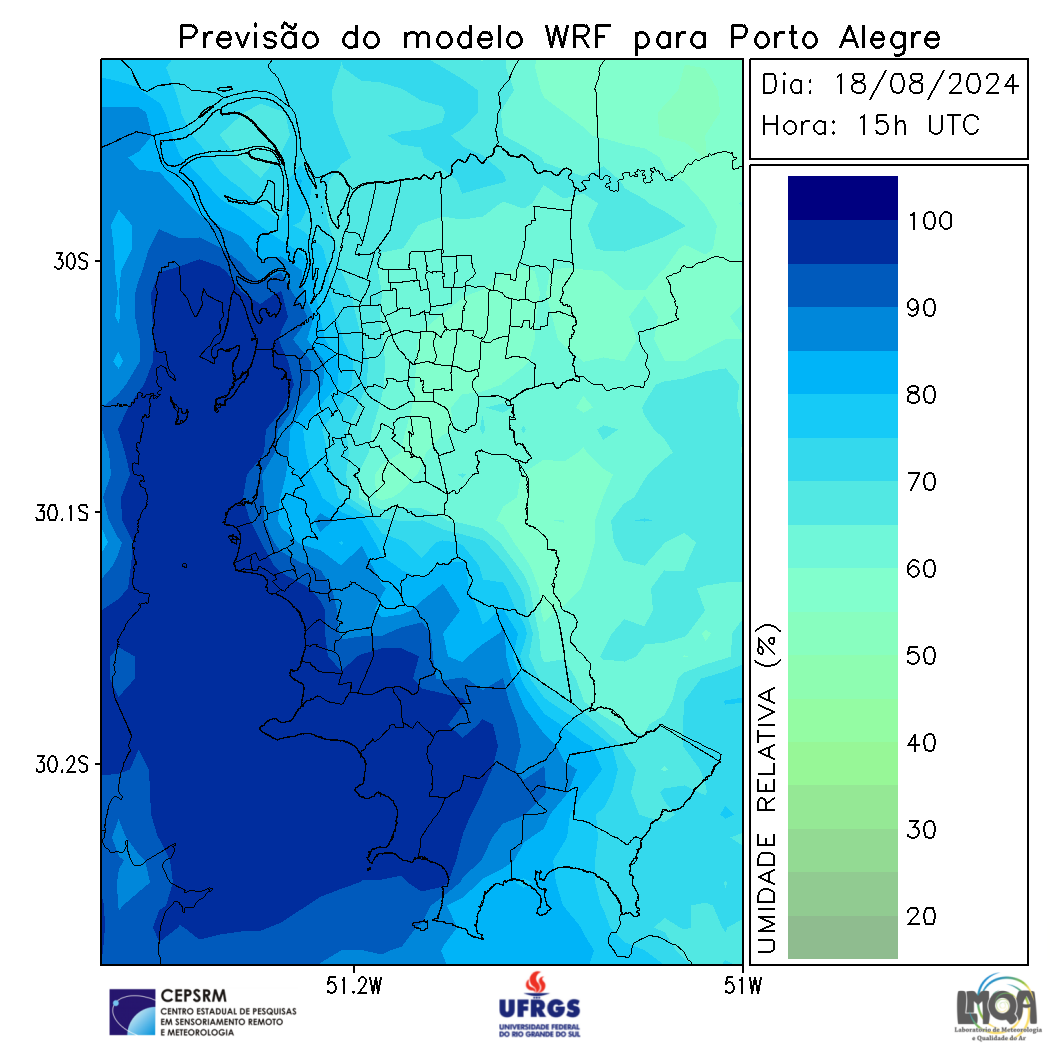 Previsão do modelo WRF para Porto Alegre
Dia: 18/08/2024
Hora: 15h UTC
30S
30.1S
30.2S
51.2W
51W
UMIDADE RELATIVA (%)
100
90
80
70
60
50
40
30
20
CEPSRM
CENTRO ESTADUAL DE PESQUISAS
EM SENSORIAMENTO REMOTO
E METEOROLOGIA
UFRGS
UNIVERSIDADE FEDERAL
DO RIO GRANDE DO SUL
LMQA
Laboratório de Meteorologia
e Qualidade do Ar